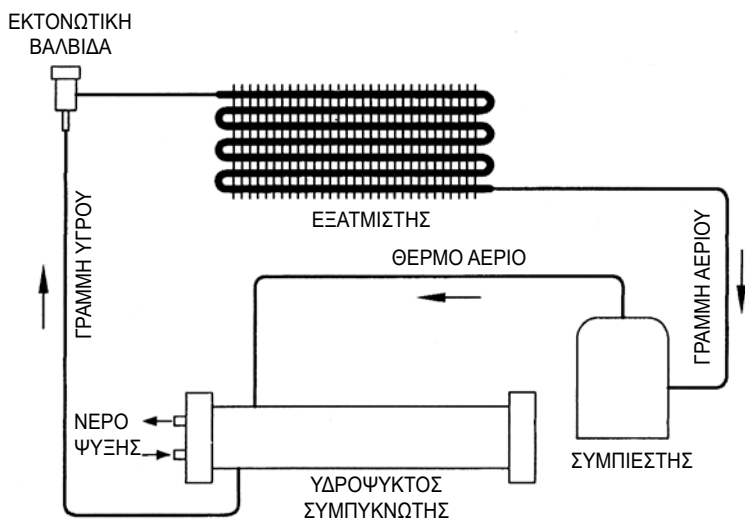 ΕΚΤΟΝΩΤΙΚΗ
ΒΑΛΒΙΔΑ
ΕΞΑΤΜΙΣΤΗΣ
ΘΕΡΜΟ ΑΕΡΙΟ
ΓΡΑΜΜΗ ΥΓΡΟΥ
ΓΡΑΜΜΗ ΑΕΡΙΟΥ
ΝΕΡΟ
ΨΥΞΗΣ
ΣΥΜΠΙΕΣΤΗΣ
ΥΔΡΟΨΥΚΤΟΣ
ΣΥΜΠΥΚΝΩΤΗΣ